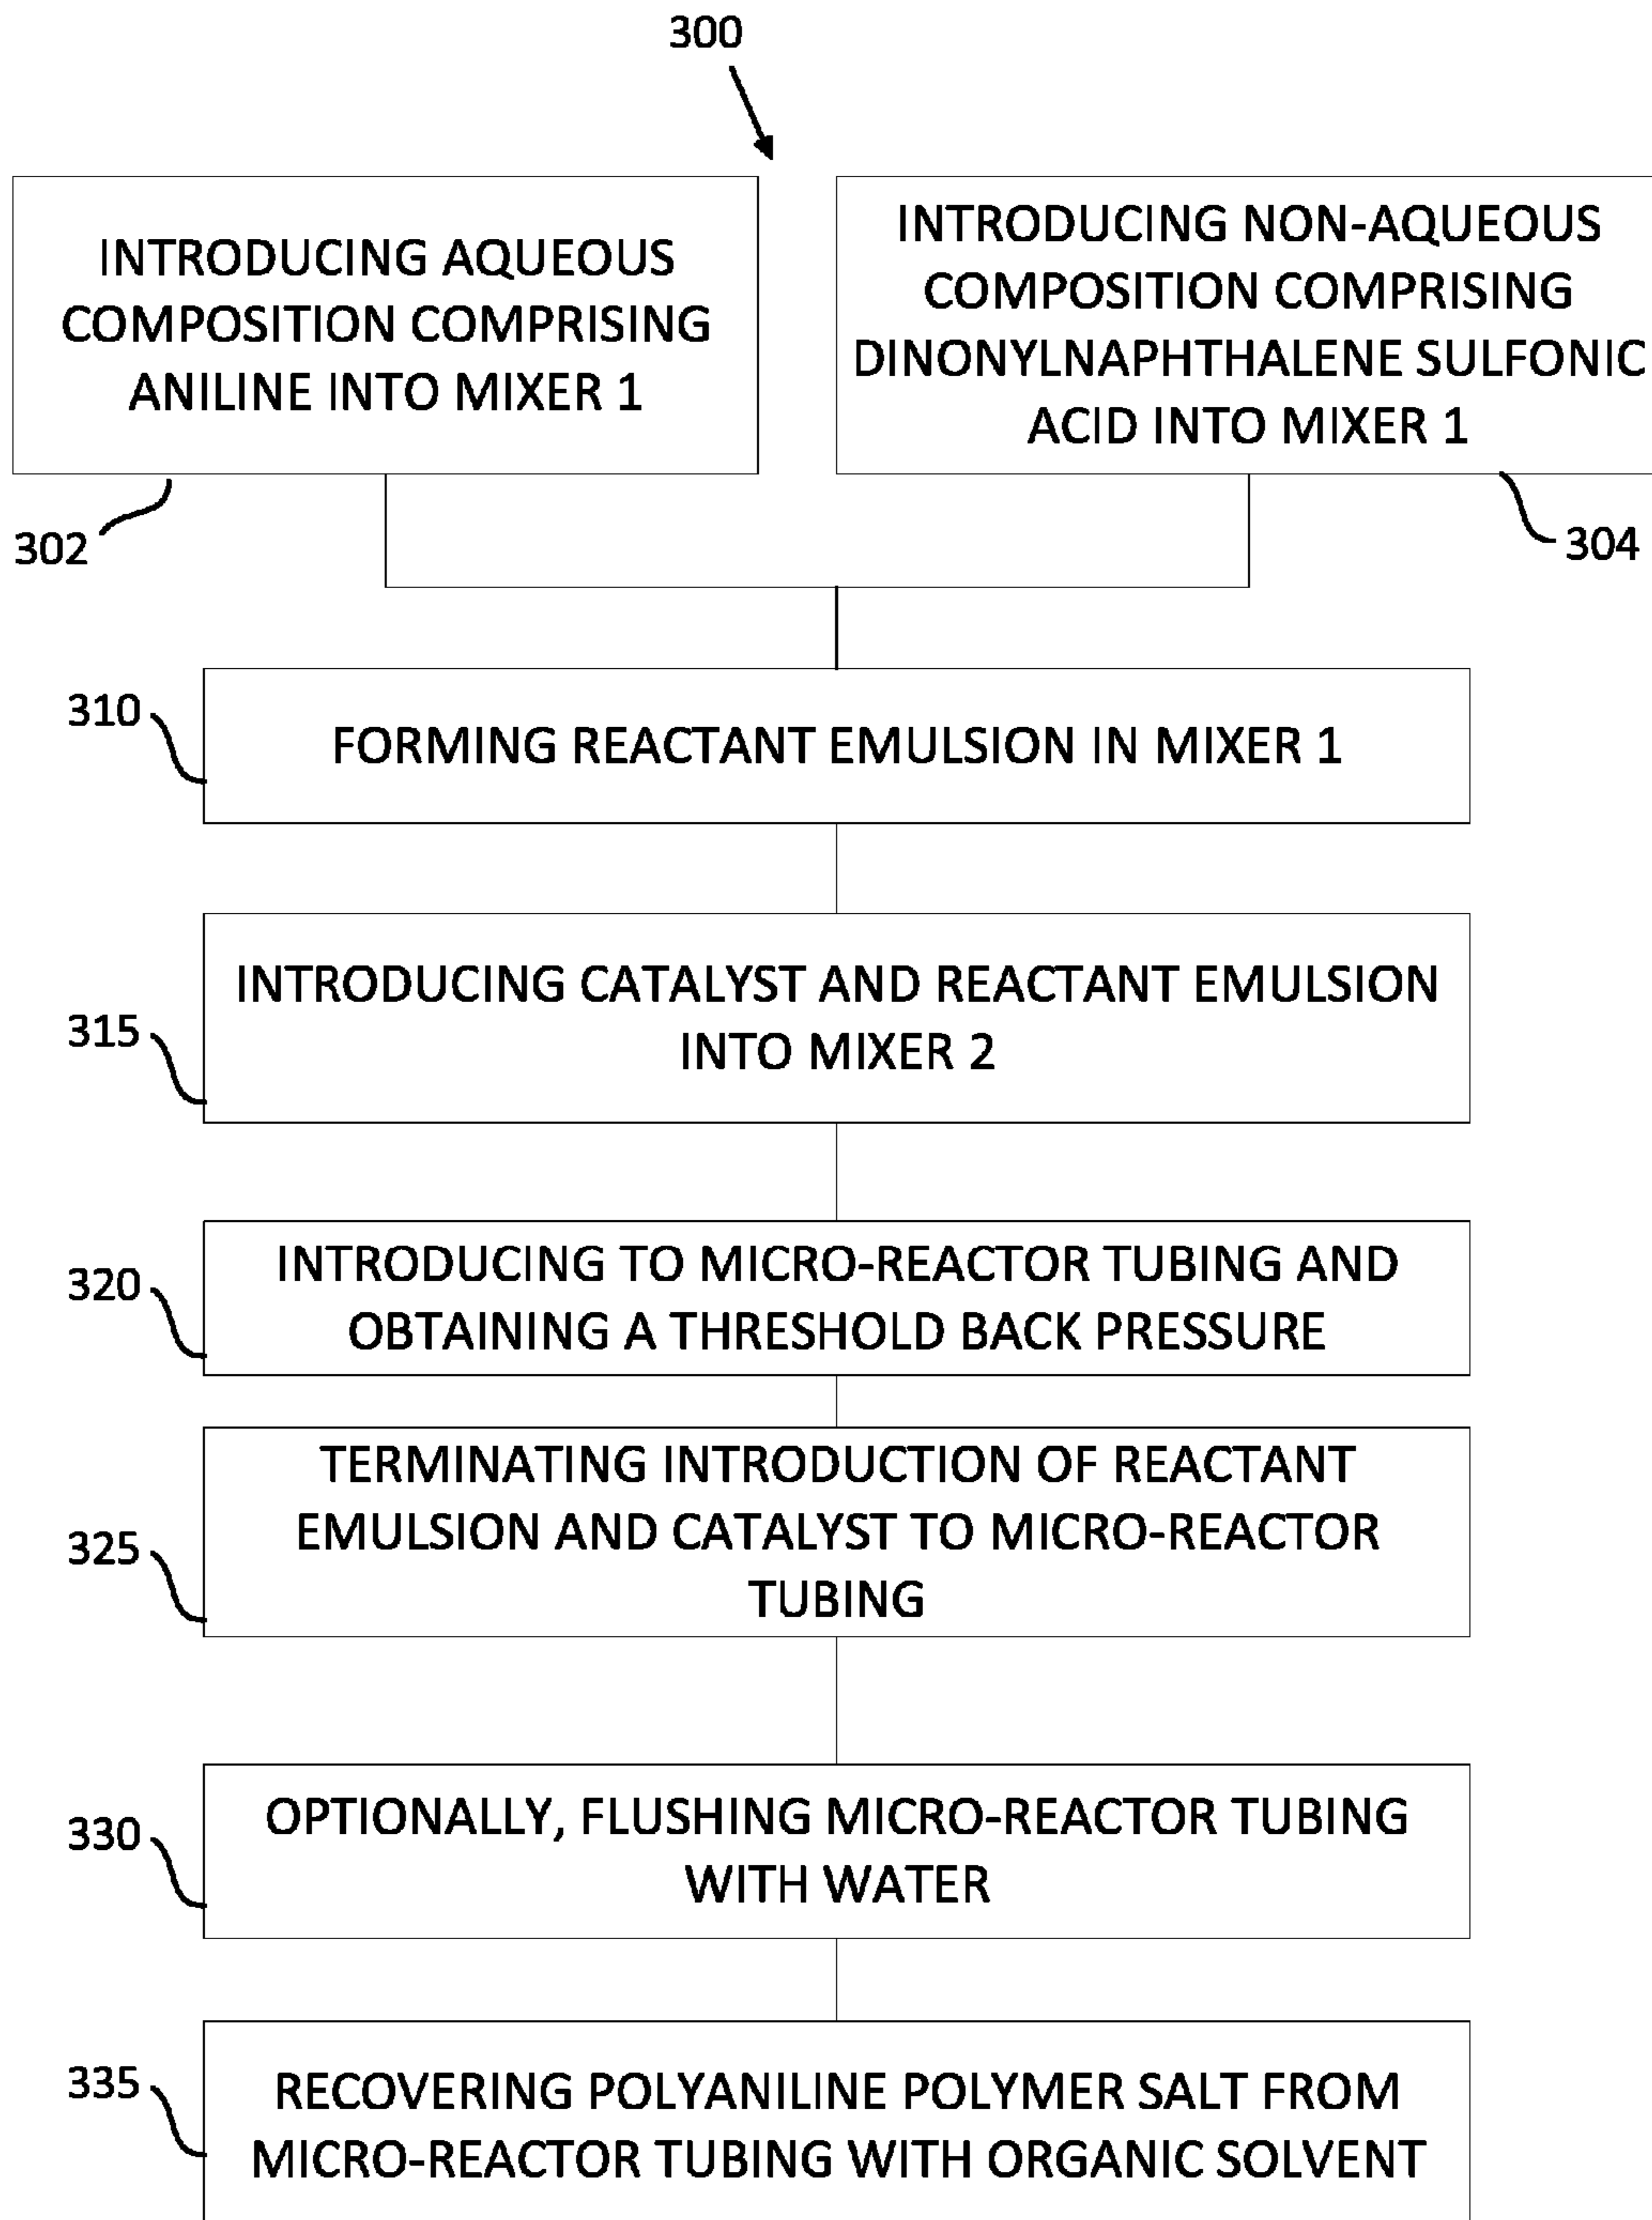 300
INTRODUCING AQUEOUS
COMPOSITION COMPRISING
ANILINE INTO MIXER 1
302
INTRODUCING NON-AQUEOUS
COMPOSITION COMPRISING
DINONYLNAPHTHALENE SULFONIC
ACID INTO MIXER 1
304
310
FORMING REACTANT EMULSION IN MIXER 1
315
INTRODUCING CATALYST AND REACTANT EMULSION
INTO MIXER 2
320
INTRODUCING TO MICRO-REACTOR TUBING AND
OBTAINING A THRESHOLD BACK PRESSURE
325
TERMINATING INTRODUCTION OF REACTANT
EMULSION AND CATALYST TO MICRO-REACTOR
TUBING
330
OPTIONALLY, FLUSHING MICRO-REACTOR TUBING
WITH WATER
335
RECOVERING POLYANILINE POLYMER SALT FROM
MICRO-REACTOR TUBING WITH ORGANIC SOLVENT